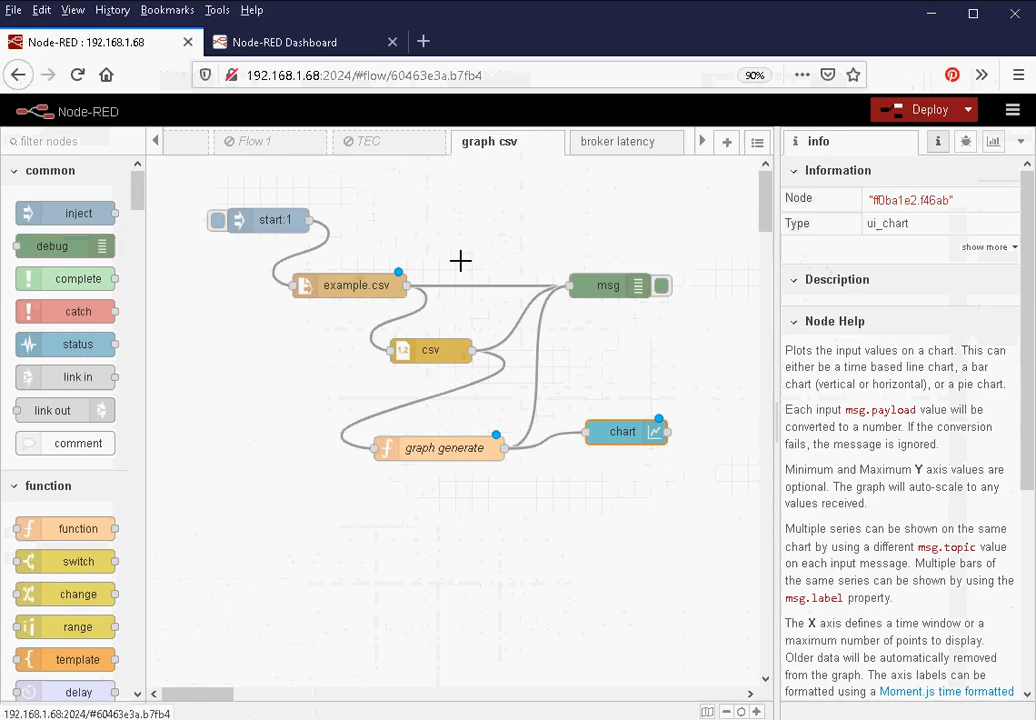 File Edit View History Bookmarks Tools Help
Node-RED : 192.168.1.68
Node-RED Dashboard
192.168.1.68:2024/#flow/60463e3a.b7fb4
90%
Node-RED
Deploy
filter nodes
Flow 1
TEC
graph csv
broker latency
info
common
inject
debug
complete
catch
status
link in
link out
comment
function
function
switch
change
range
template
delay
start:1
example.csv
msg
1,2
csv
graph generate
chart
Information
Node "ff0ba1e2.f46ab"
Type ui_chart
show more
Description
Node Help
Plots the input values on a chart. This can
either be a time based line chart, a bar
chart (vertical or horizontal), or a pie chart.
Each input msg.payload value will be
converted to a number. If the conversion
fails, the message is ignored.
Minimum and Maximum Y axis values are
optional. The graph will auto-scale to any
values received.
Multiple series can be shown on the same
chart by using a different msg.topic value
on each input message. Multiple bars of
the same series can be shown by using the
msg.label property.
The X axis defines a time window or a
maximum number of points to display.
Older data will be automatically removed
from the graph. The axis labels can be
formatted using a Moment.js time formatted
192.168.1.68:2024/#60463e3a.b7fb4